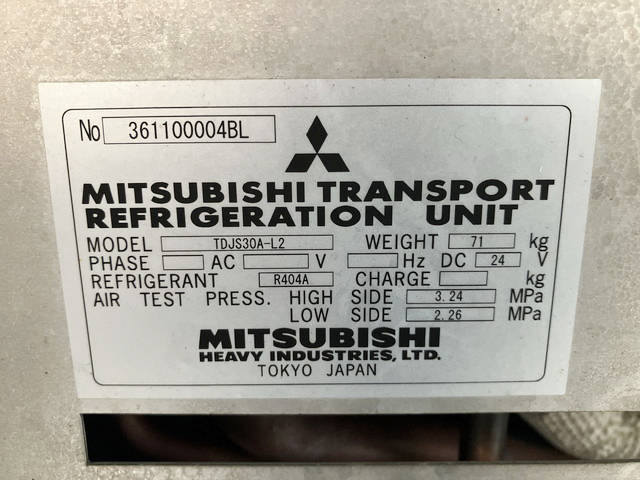 No 361100004BL
MITSUBISHI TRANSPORT
REFRIGERATION UNIT
MODEL TDJS30A-L2 WEIGHT 71 kg
PHASE AC V Hz DC 24 V
REFRIGERANT R404A CHARGE kg
AIR TEST PRESS. HIGH SIDE 3.24 MPa
LOW SIDE 2.26 MPa
MITSUBISHI
HEAVY INDUSTRIES, LTD.
TOKYO JAPAN